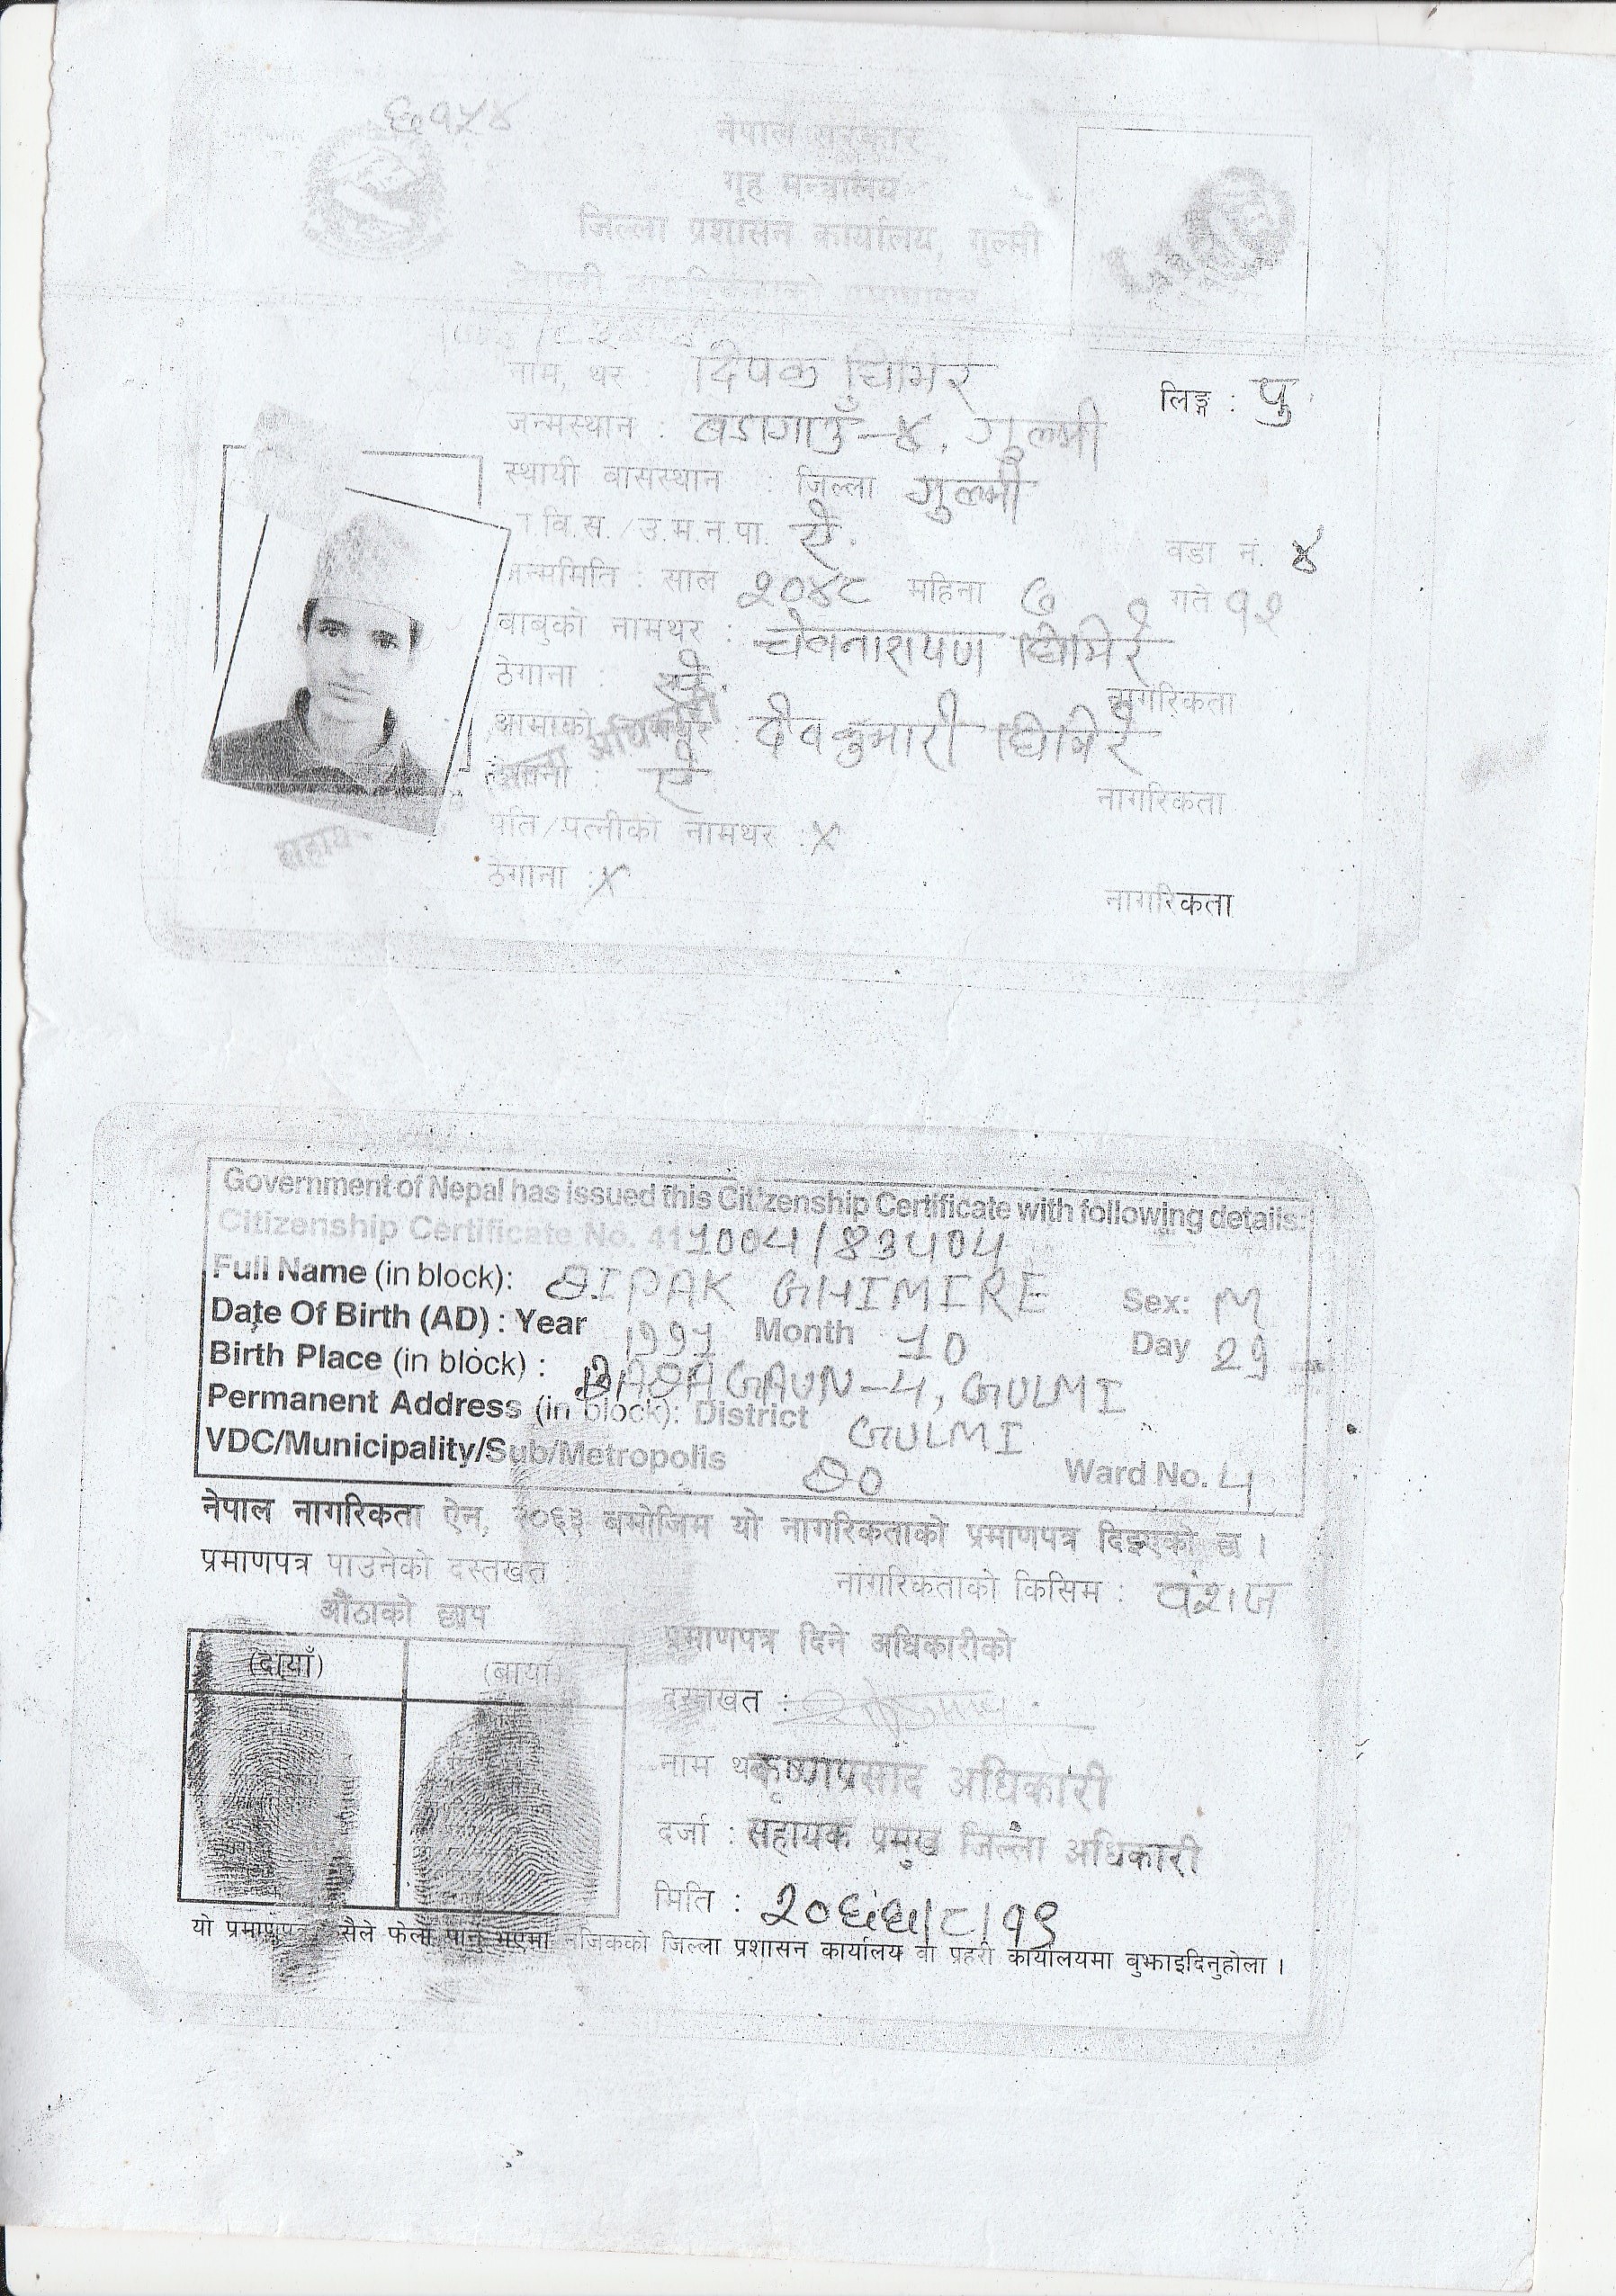 ६१५४
नेपाल सरकार
गृह मन्त्रालय
जिल्ला प्रशासन कार्यालय, गुल्मी
नेपाली नागरिकताको प्रमाणपत्र
नाम, थर : दिपक घिमिरे लिङ्ग : पु
जन्मस्थान : बडागाउँ-४, गुल्मी
स्थायी वासस्थान : जिल्ला गुल्मी
वि.स./उ.म.न.पा. ऐ. वडा नं. ४
जन्ममिति : साल २०४८ महिना ७ गते १२
बाबुको नामथर : घिमिरे
ठेगाना : ऐ. नागरिकता
आमाको नामथर : देवकुमारी घिमिरे
ठेगाना : ऐ नागरिकता
पति/पत्नीको नामथर : X
ठेगाना : X
नागरिकता
Government of Nepal has issued this Citizenship Certificate with following details:
Citizenship Certificate No. 411004/83404
Full Name (in block): DIPAK GHIMIRE Sex: M
Date Of Birth (AD) : Year 1991 Month 10 Day 29
Birth Place (in block) : BADAGAUN-4, GULMI
Permanent Address (in block): District GULMI
VDC/Municipality/Sub/Metropolis DO Ward No. 4
नेपाल नागरिकता ऐन, २०६३ बमोजिम यो नागरिकताको प्रमाणपत्र दिइएको छ ।
प्रमाणपत्र पाउनेको दस्तखत : नागरिकताको किसिम : वंशज
औंठाको छाप
प्रमाणपत्र दिने अधिकारीको
(दायाँ) (बायाँ)
दस्तखत :
नाम थर कृष्णप्रसाद अधिकारी
दर्जा : सहायक प्रमुख जिल्ला अधिकारी
मिति : २०६६/८/१९
यो प्रमाणपत्र सैले फेला पार्नु भएमा नजिकको जिल्ला प्रशासन कार्यालय वा प्रहरी कार्यालयमा बुझाइदिनुहोला ।